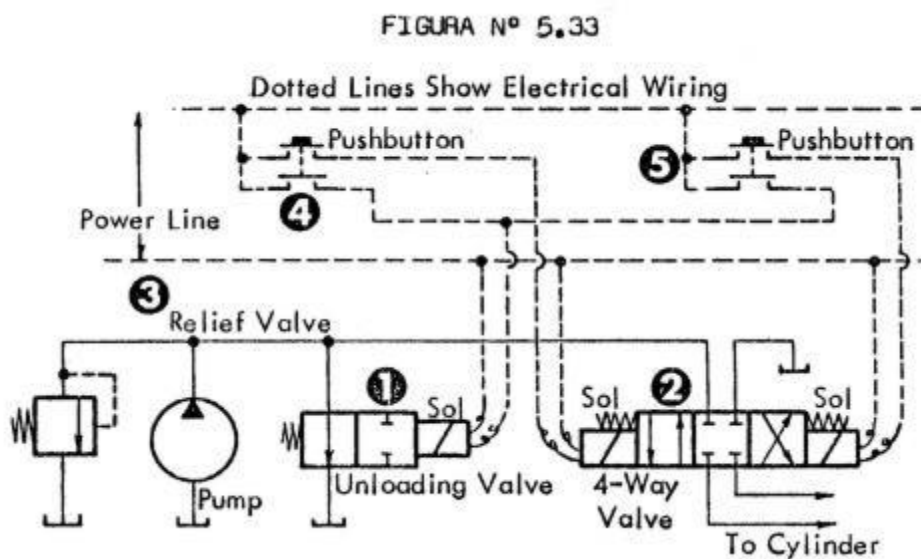 FIGURA Nº 5.33
Dotted Lines Show Electrical Wiring
Pushbutton
Pushbutton
5
4
Power Line
3
Relief Valve
1
2
Sol
Sol
Sol
Pump
Unloading Valve
4-Way
Valve
To Cylinder